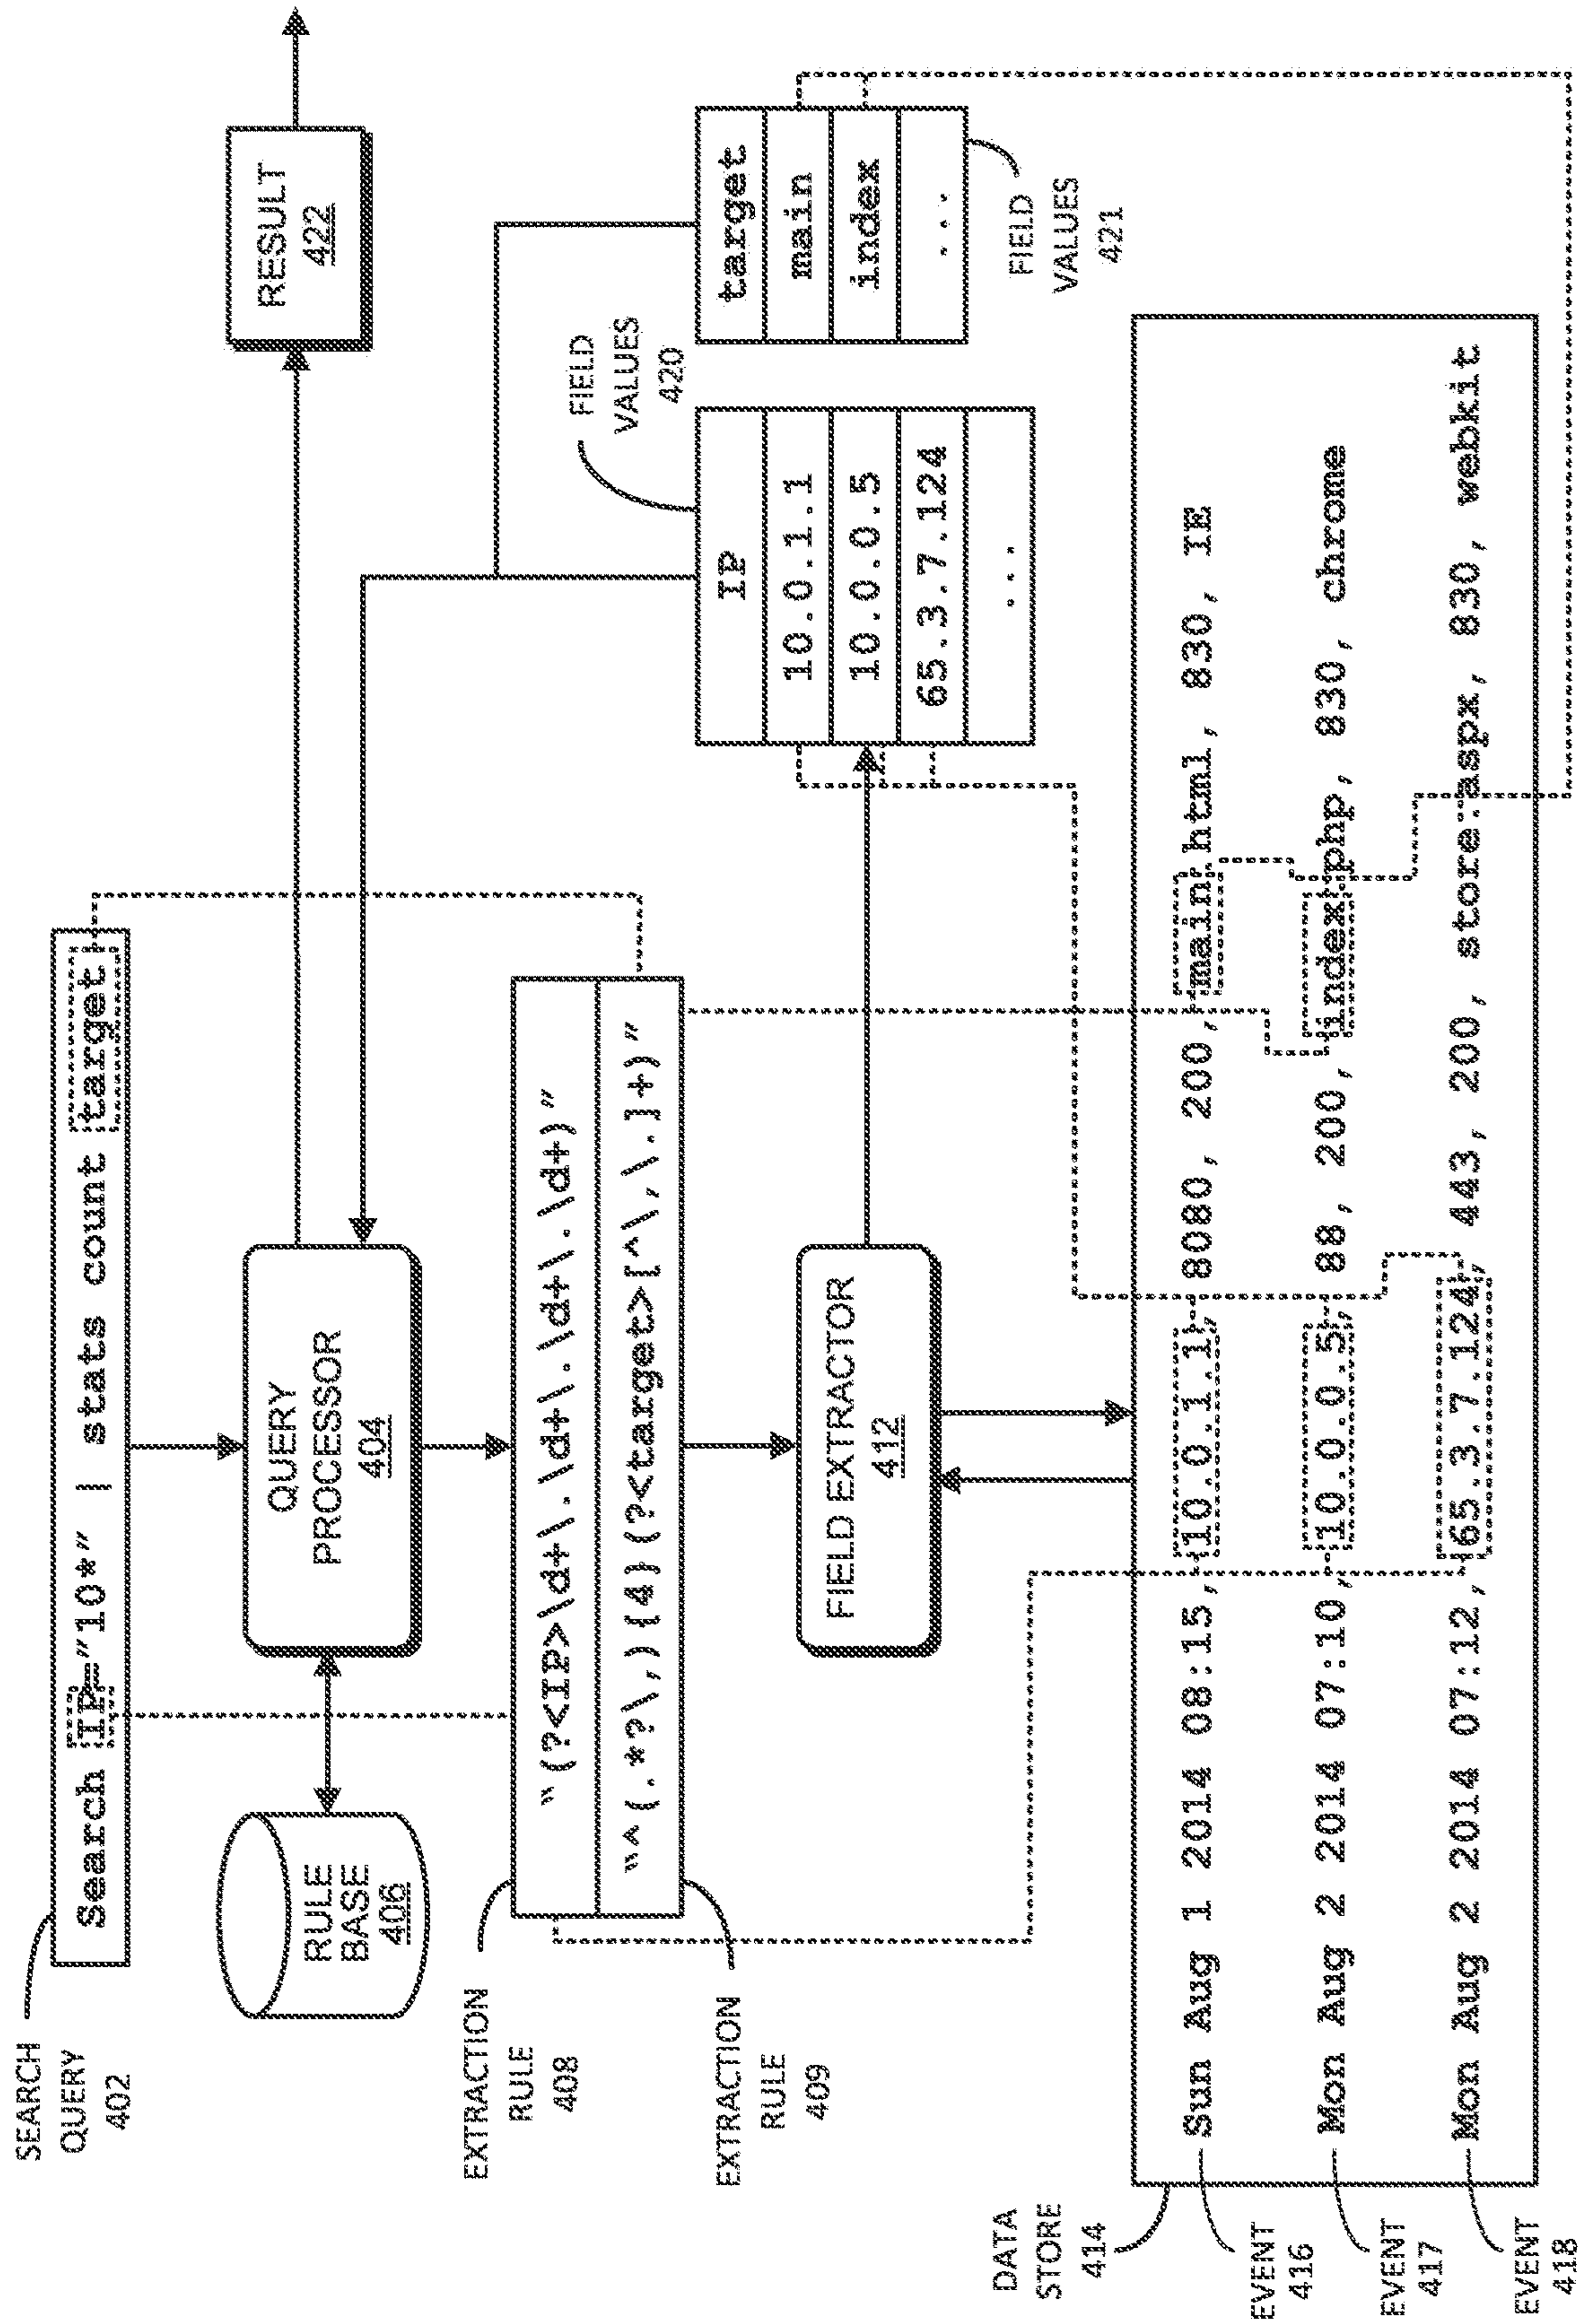 SEARCH
QUERY
402
Search IP="10*" | stats count target
RULE
BASE
406
QUERY
PROCESSOR
404
RESULT
422
EXTRACTION
RULE
408
"(?<IP>\d+\.\d+\.\d+\.\d+)"
"^(.*?\,){4}(?<target>[^\,\.]+)"
EXTRACTION
RULE
409
FIELD EXTRACTOR
412
FIELD
VALUES
420
IP
10.0.1.1
10.0.0.5
65.3.7.124
...
target
main
index
...
FIELD
VALUES
421
DATA
STORE
414
Sun Aug 1 2014 08:15, 10.0.1.1, 8080, 200, main.html, 830, IE
Mon Aug 2 2014 07:10, 10.0.0.5, 88, 200, index.php, 830, chrome
Mon Aug 2 2014 07:12, 65.3.7.124, 443, 200, store.aspx, 830, webkit
EVENT
416
EVENT
417
EVENT
418